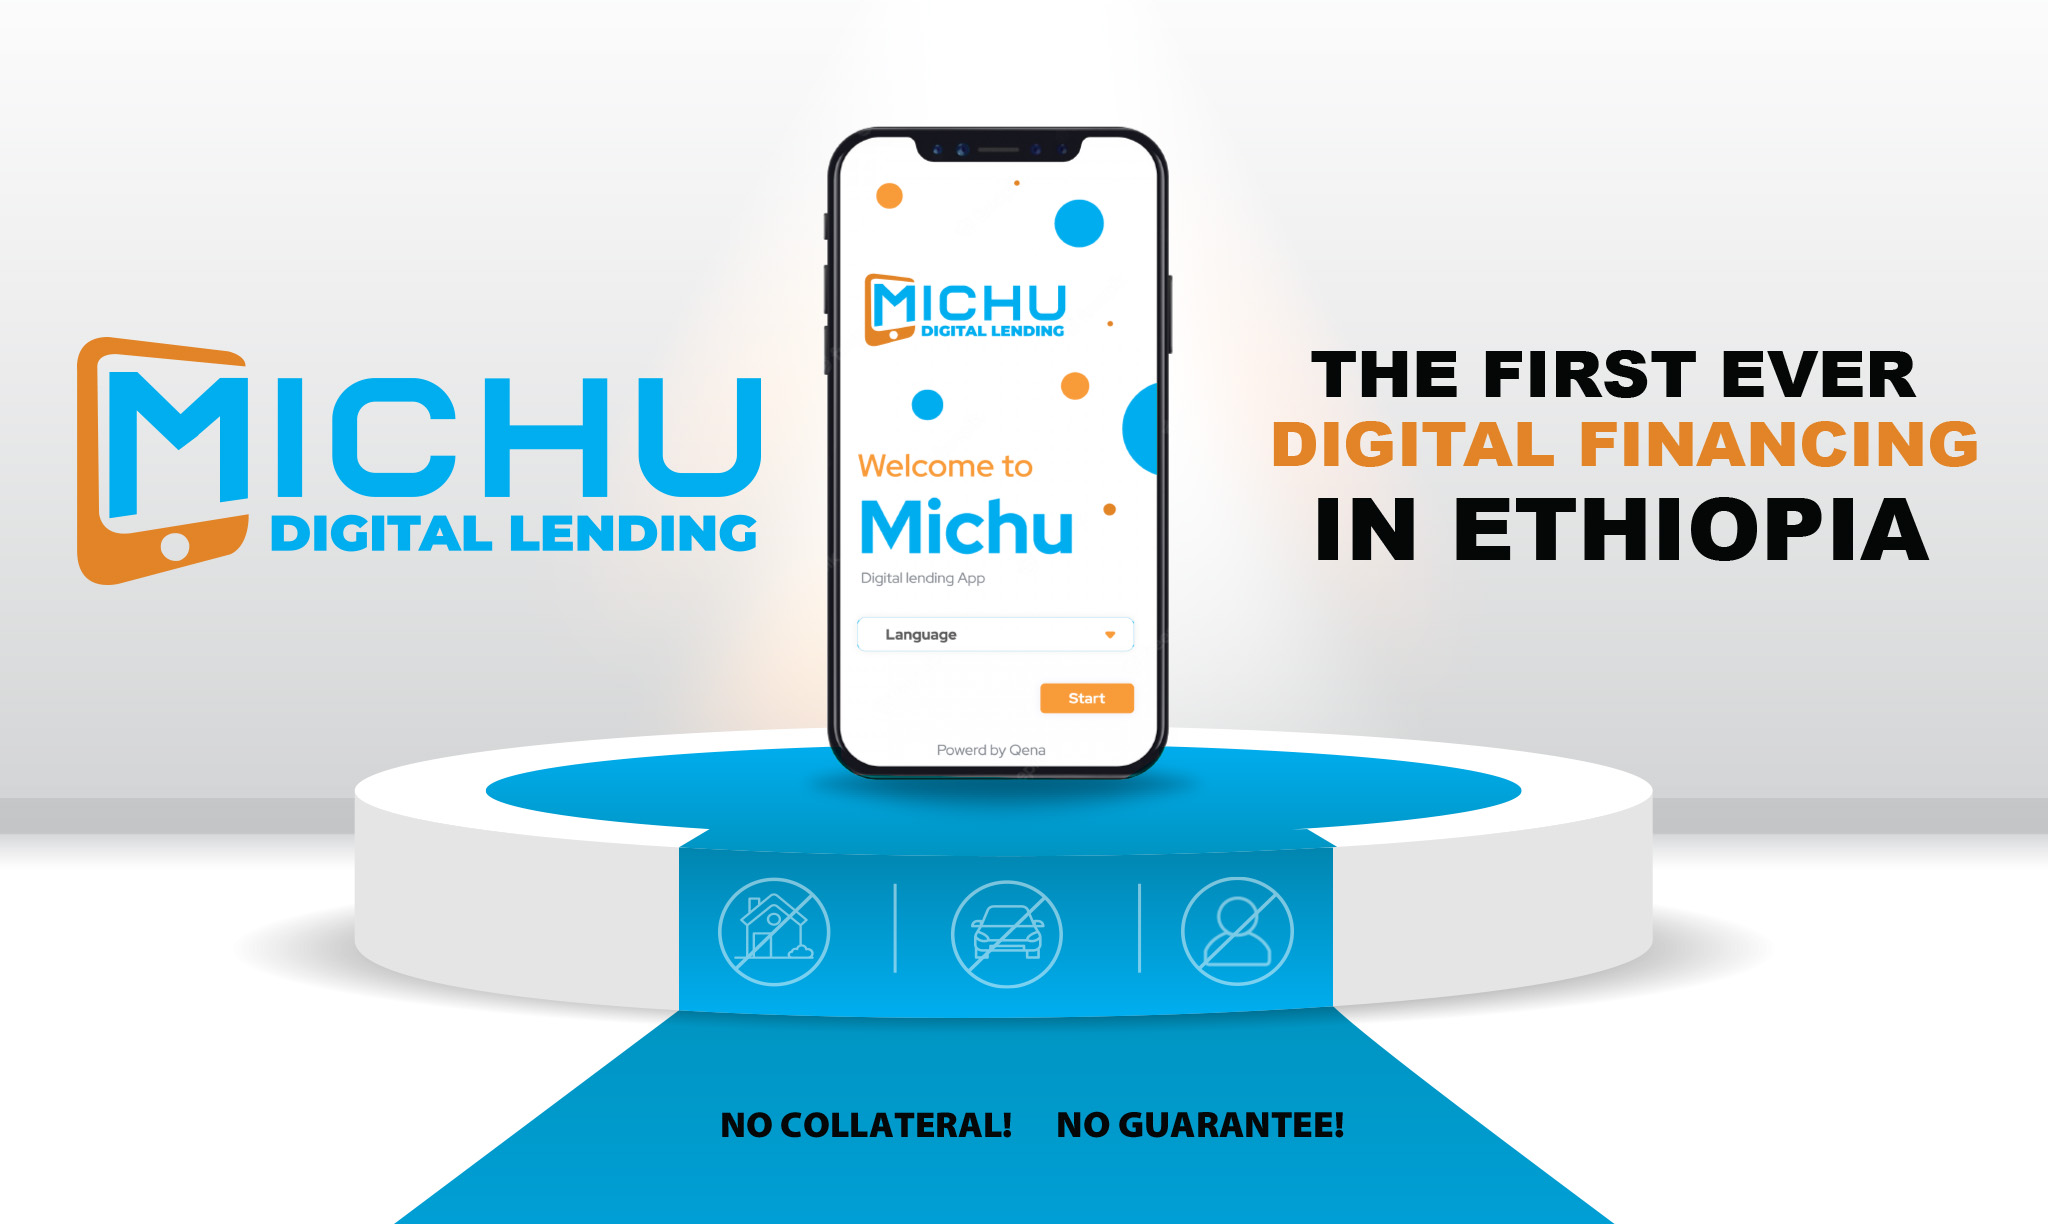 MICHU
DIGITAL LENDING
MICHU
DIGITAL LENDING
Welcome to
Michu
Digital lending App
Language
Start
Powerd by Qena
THE FIRST EVER
DIGITAL FINANCING
IN ETHIOPIA
NO COLLATERAL! NO GUARANTEE!